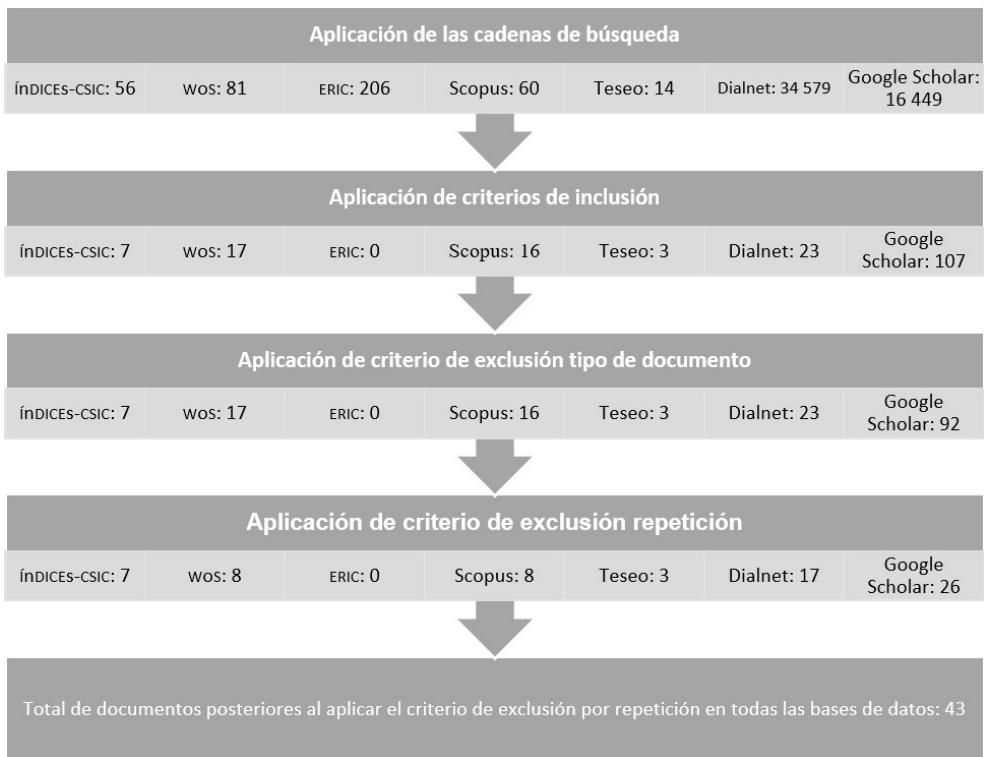 Aplicación de las cadenas de búsqueda
ÍnDICEs-CSIC: 56 WOS: 81 ERIC: 206 Scopus: 60 Teseo: 14 Dialnet: 34 579 Google Scholar: 16 449
Aplicación de criterios de inclusión
ÍnDICEs-CSIC: 7 WOS: 17 ERIC: 0 Scopus: 16 Teseo: 3 Dialnet: 23 Google Scholar: 107
Aplicación de criterio de exclusión tipo de documento
ÍnDICEs-CSIC: 7 WOS: 17 ERIC: 0 Scopus: 16 Teseo: 3 Dialnet: 23 Google Scholar: 92
Aplicación de criterio de exclusión repetición
ÍnDICEs-CSIC: 7 WOS: 8 ERIC: 0 Scopus: 8 Teseo: 3 Dialnet: 17 Google Scholar: 26
Total de documentos posteriores al aplicar el criterio de exclusión por repetición en todas las bases de datos: 43